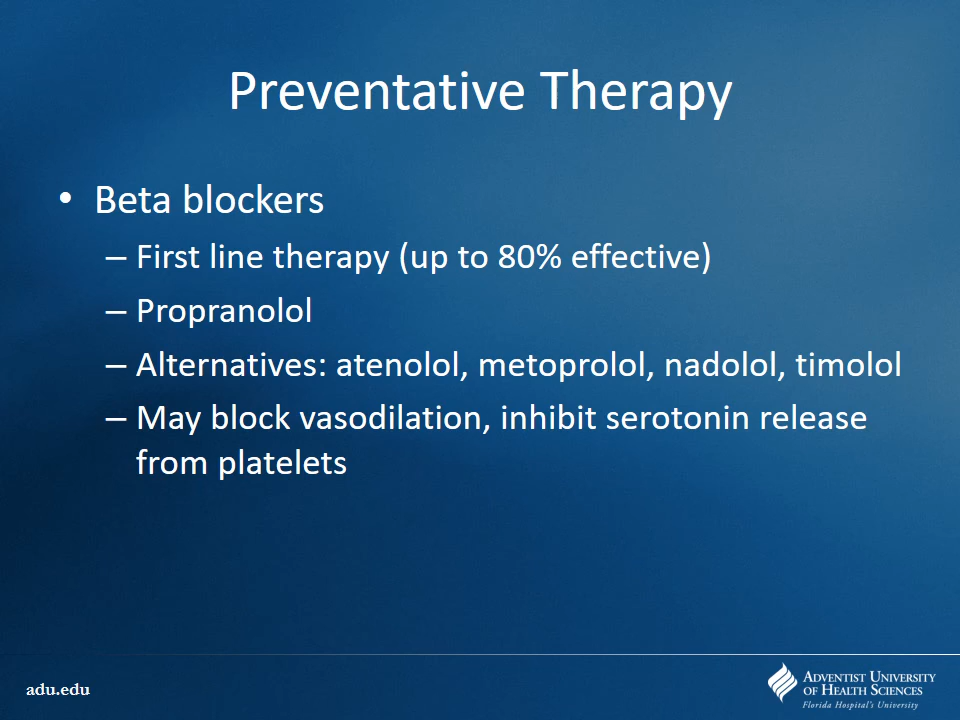 Preventative Therapy
• Beta blockers
– First line therapy (up to 80% effective)
– Propranolol
– Alternatives: atenolol, metoprolol, nadolol, timolol
– May block vasodilation, inhibit serotonin release
from platelets
adu.edu
ADVENTIST UNIVERSITY
OF HEALTH SCIENCES
Florida Hospital's University